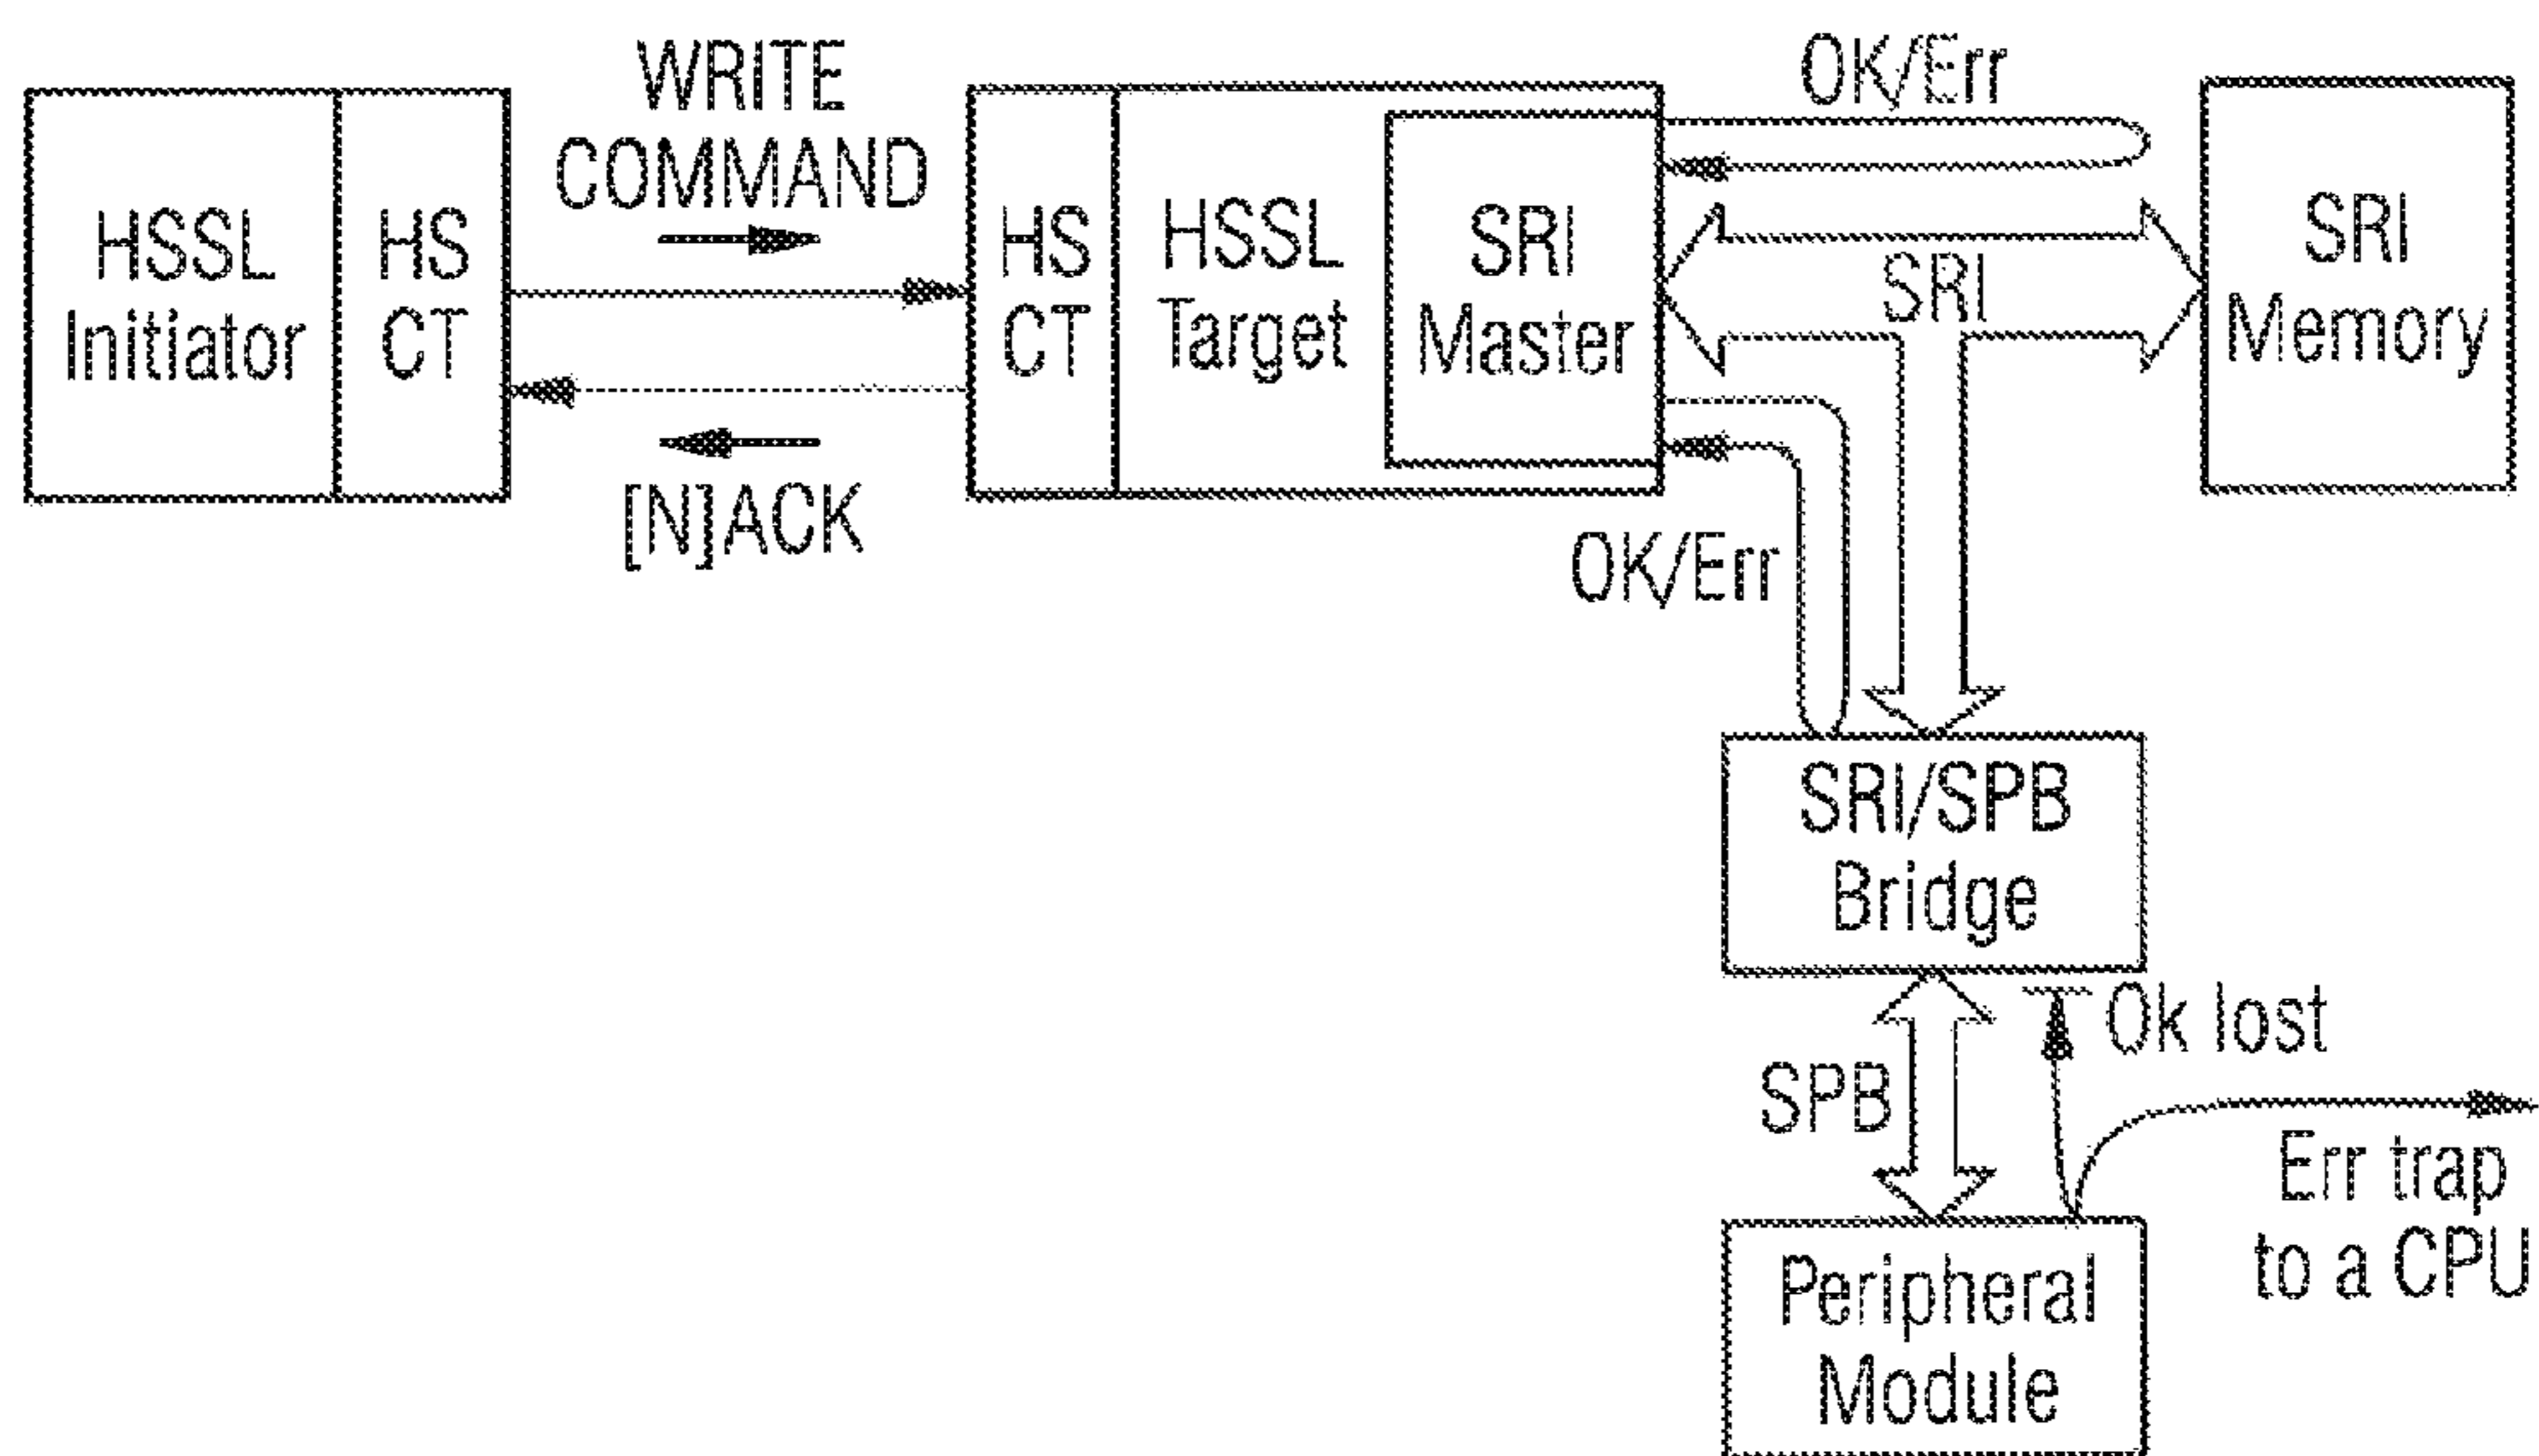 WRITE
COMMAND
OK/Err
HSSL
Initiator
HS
CT
HS
CT
HSSL
Target
SRI
Master
SRI
SRI
Memory
[N]ACK
OK/Err
SRI/SPB
Bridge
Ok lost
SPB
Err trap
to a CPU
Peripheral
Module